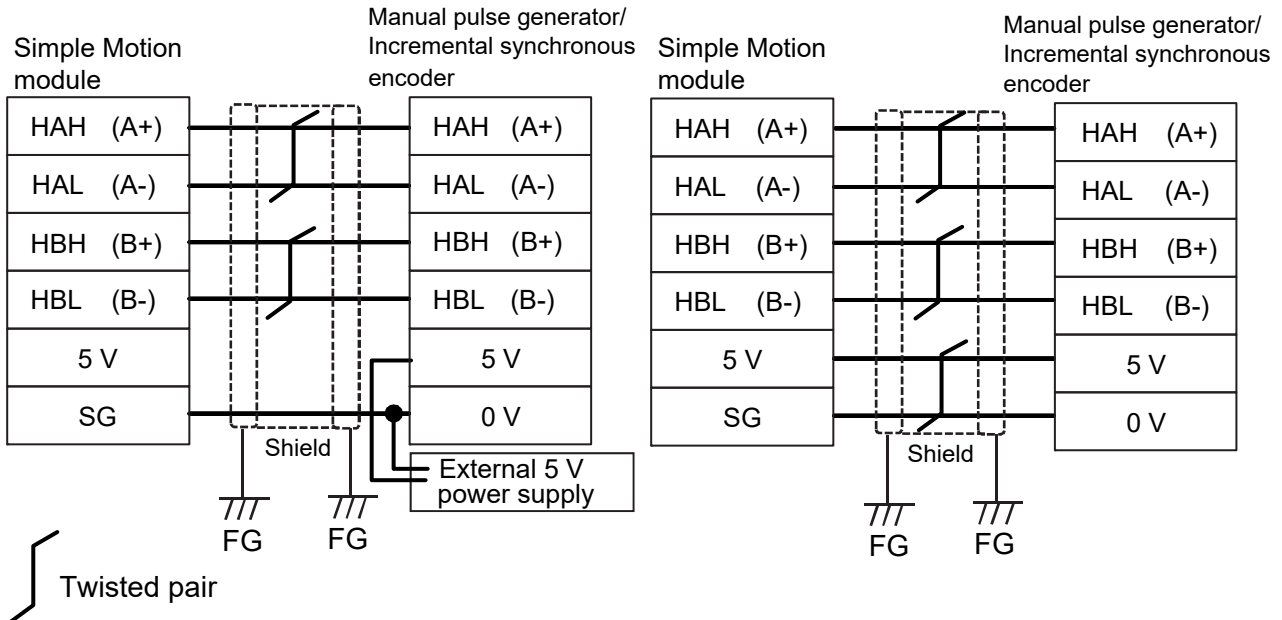 Simple Motion
module
Manual pulse generator/
Incremental synchronous
encoder
HAH (A+)
HAL (A-)
HBH (B+)
HBL (B-)
5 V
SG
HAH (A+)
HAL (A-)
HBH (B+)
HBL (B-)
5 V
0 V
Shield
External 5 V
power supply
FG
FG
Simple Motion
module
Manual pulse generator/
Incremental synchronous
encoder
HAH (A+)
HAL (A-)
HBH (B+)
HBL (B-)
5 V
SG
HAH (A+)
HAL (A-)
HBH (B+)
HBL (B-)
5 V
0 V
Shield
FG
FG
Twisted pair